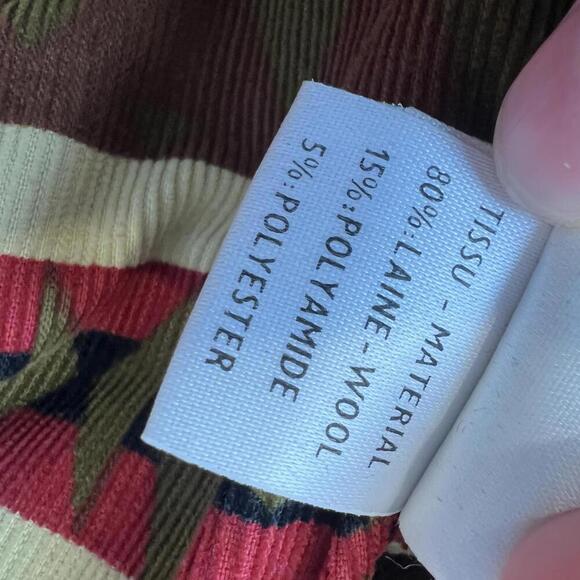 TISSU - MATERIAL
80%:LAINE-WOOL
15%:POLYAMIDE
5%:POLYESTER